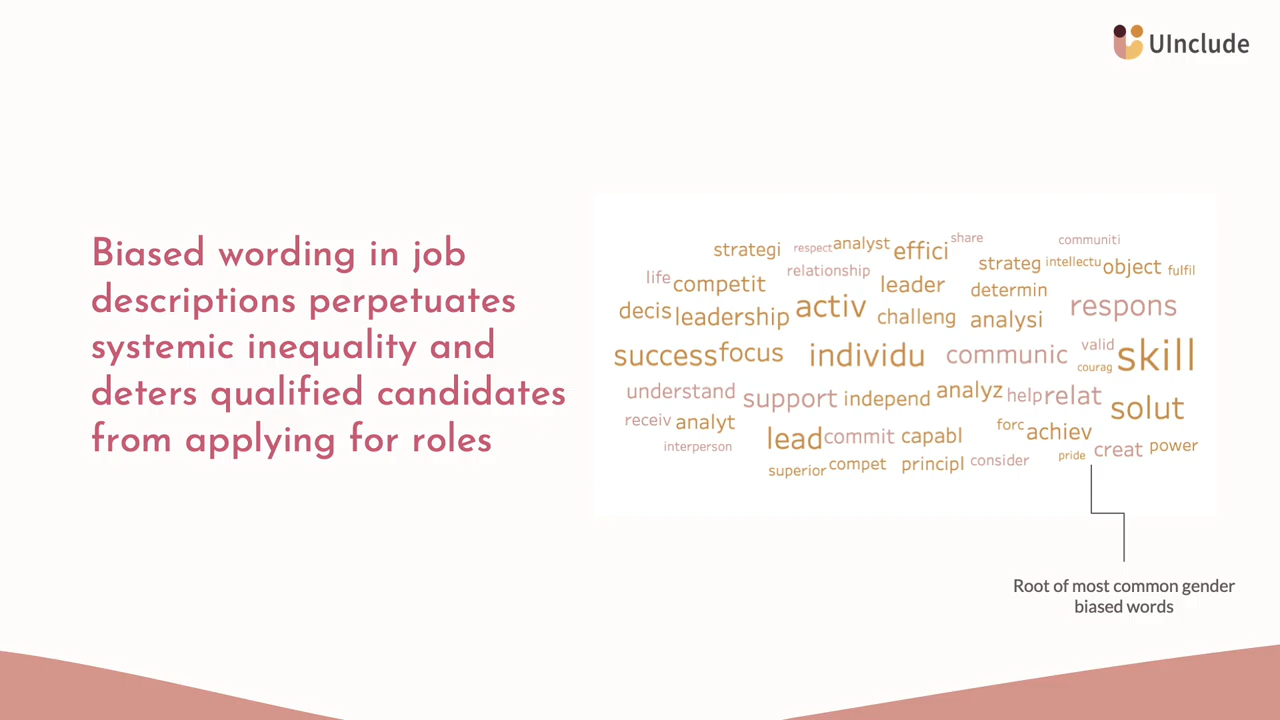 UInclude
Biased wording in job
descriptions perpetuates
systemic inequality and
deters qualified candidates
from applying for roles
strategi respect analyst effici share communiti
life competit relationship leader strateg intellectu object fulfil
decis leadership activ challeng determin analysi respons
success focus individu communic valid courag skill
understand support independ analyz help relat solut
receiv analyt lead commit capabl forc achiev
interperson superior compet principl consider pride creat power
Root of most common gender
biased words